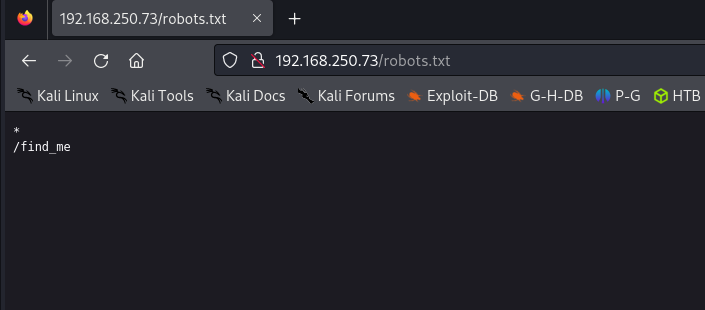 192.168.250.73/robots.txt
192.168.250.73/robots.txt
Kali Linux Kali Tools Kali Docs Kali Forums Exploit-DB G-H-DB P-G HTB
*
/find_me